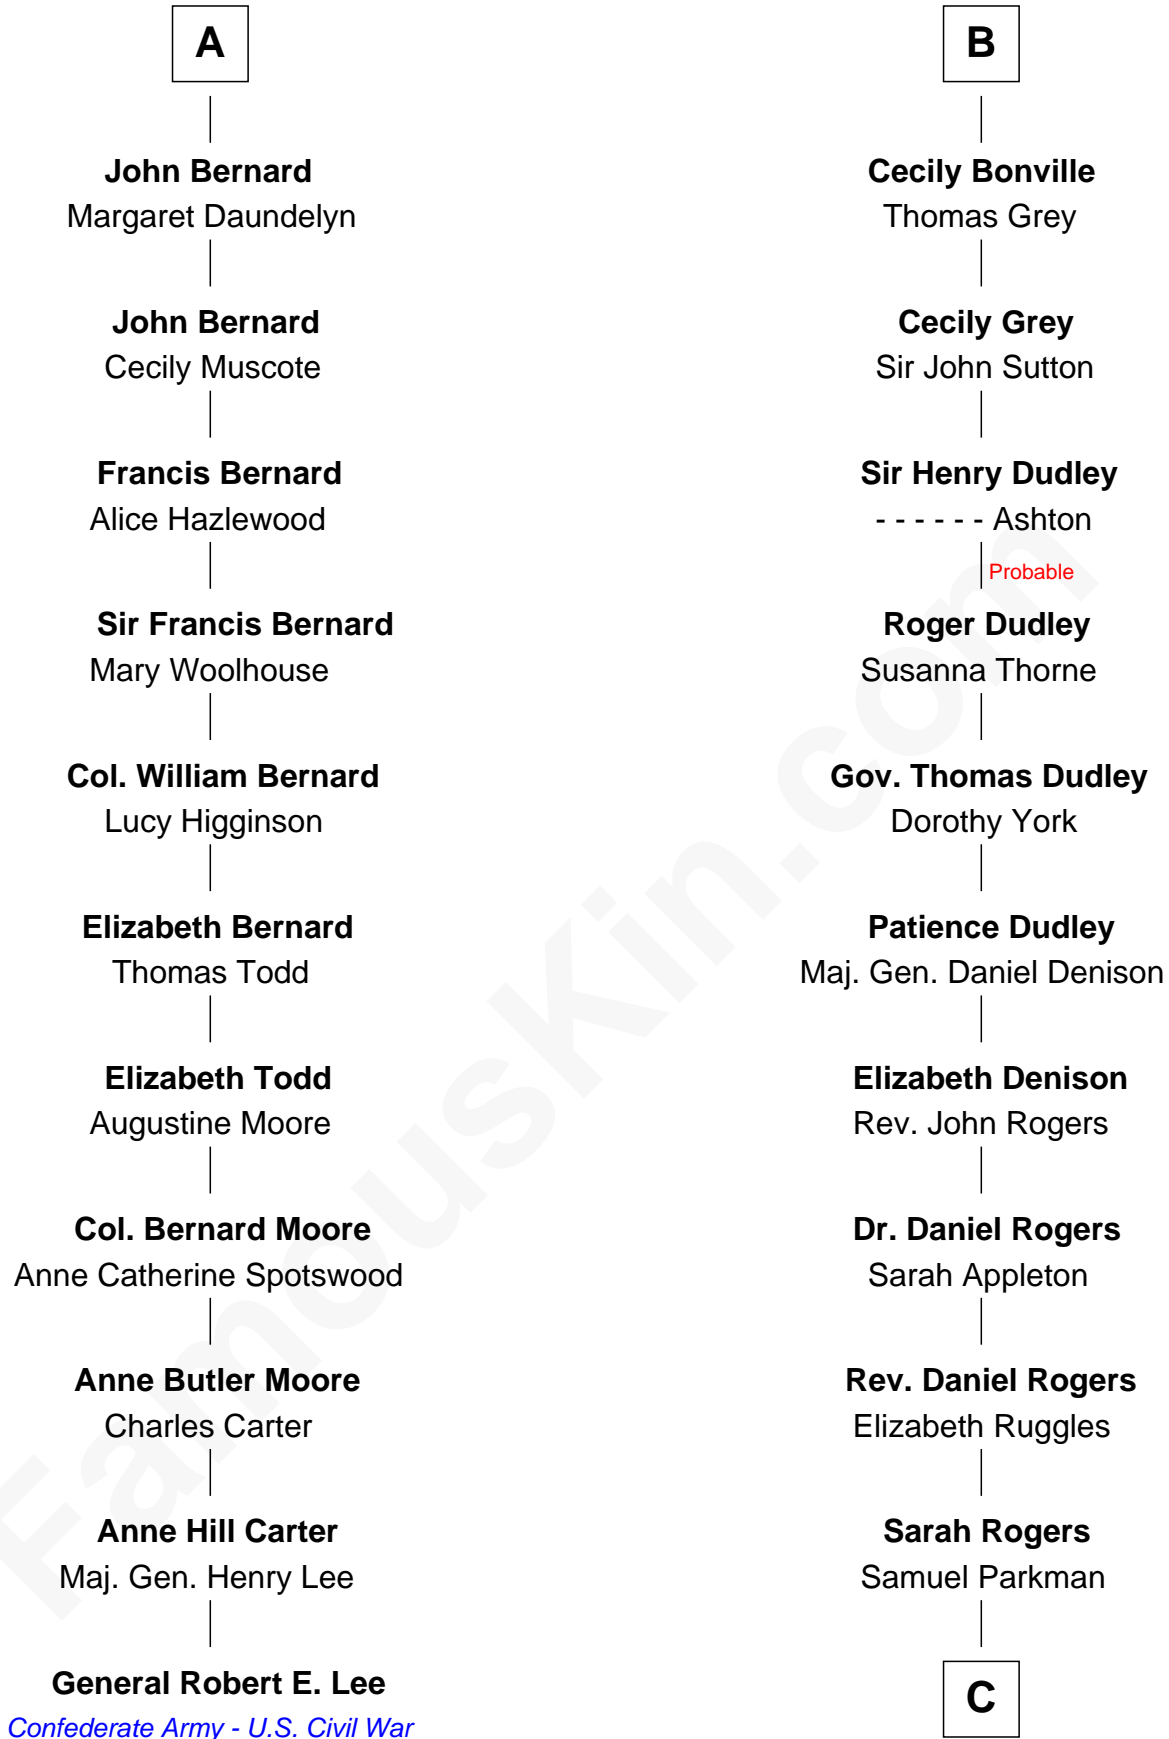 A
John Bernard
Margaret Daundelyn
John Bernard
Cecily Muscote
Francis Bernard
Alice Hazlewood
Sir Francis Bernard
Mary Woolhouse
Col. William Bernard
Lucy Higginson
Elizabeth Bernard
Thomas Todd
Elizabeth Todd
Augustine Moore
Col. Bernard Moore
Anne Catherine Spotswood
Anne Butler Moore
Charles Carter
Anne Hill Carter
Maj. Gen. Henry Lee
General Robert E. Lee
Confederate Army - U.S. Civil War
B
Cecily Bonville
Thomas Grey
Cecily Grey
Sir John Sutton
Sir Henry Dudley
- - - - - - Ashton
Probable
Roger Dudley
Susanna Thorne
Gov. Thomas Dudley
Dorothy York
Patience Dudley
Maj. Gen. Daniel Denison
Elizabeth Denison
Rev. John Rogers
Dr. Daniel Rogers
Sarah Appleton
Rev. Daniel Rogers
Elizabeth Ruggles
Sarah Rogers
Samuel Parkman
C
FamousKin.com